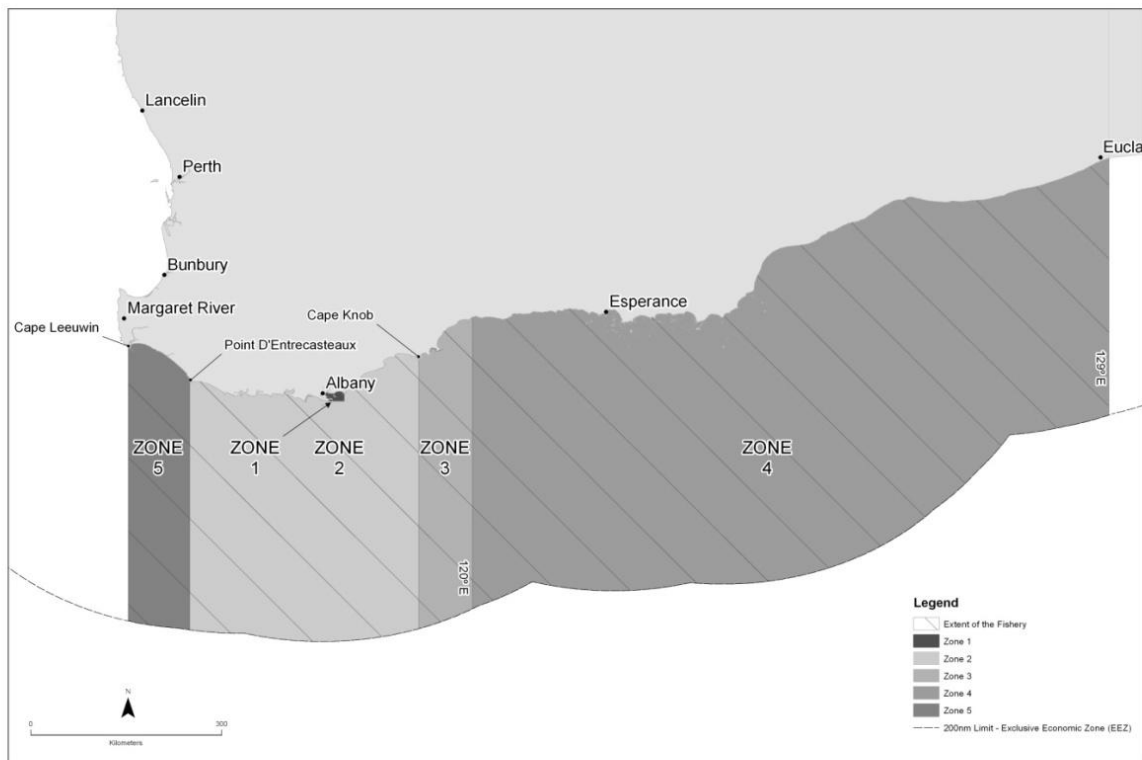 Lancelin
Perth
Eucla
Bunbury
Margaret River
Esperance
Cape Leeuwin
Cape Knob
Point D'Entrecasteaux
Albany
129° E
ZONE
5
ZONE
1
ZONE
2
ZONE
3
ZONE
4
120° E
Legend
Extent of the Fishery
Zone 1
Zone 2
Zone 3
Zone 4
Zone 5
200nm Limit - Exclusive Economic Zone (EEZ)
N
0 300
Kilometers